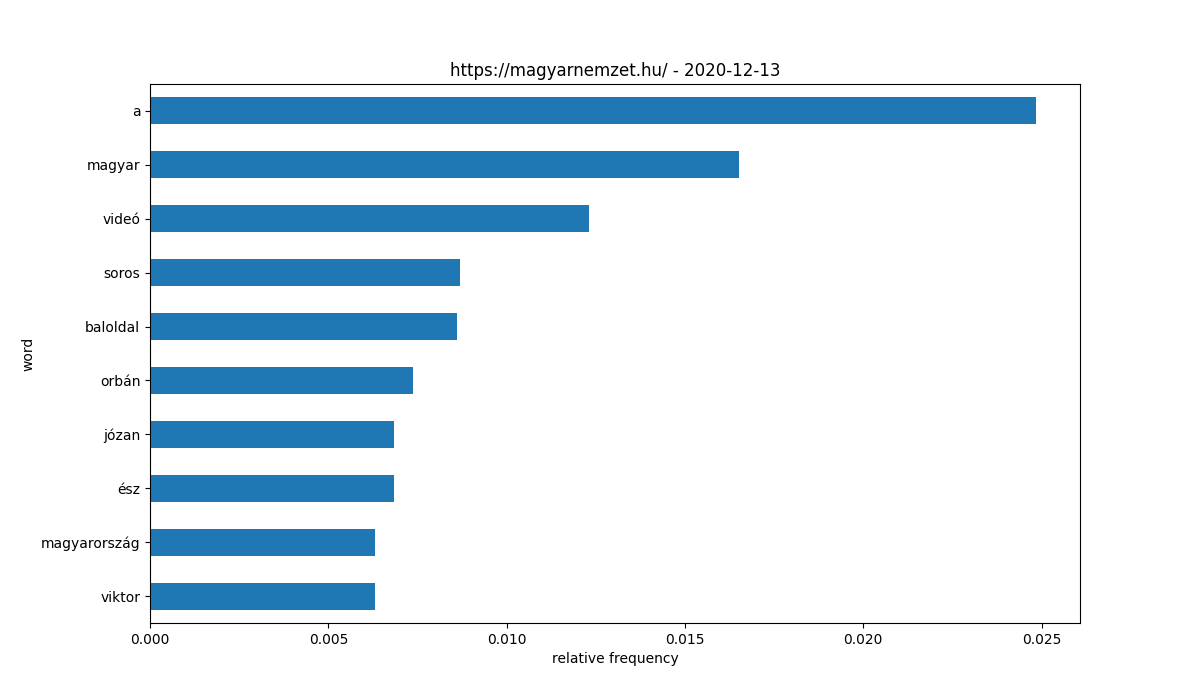 https://magyarnemzet.hu/ - 2020-12-13
a
magyar
videó
soros
baloldal
orbán
józan
ész
magyarország
viktor
word
0.000 0.005 0.010 0.015 0.020 0.025
relative frequency